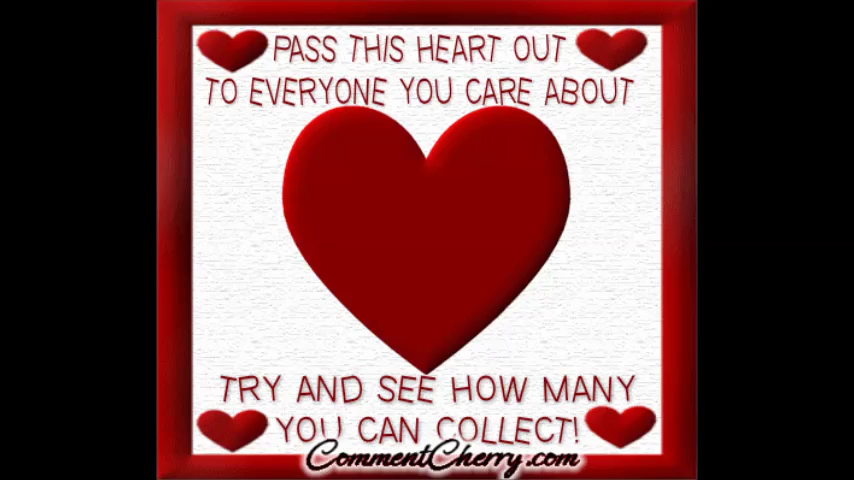 PASS THIS HEART OUT
TO EVERYONE YOU CARE ABOUT
TRY AND SEE HOW MANY
YOU CAN COLLECT!
CommentCherry.com